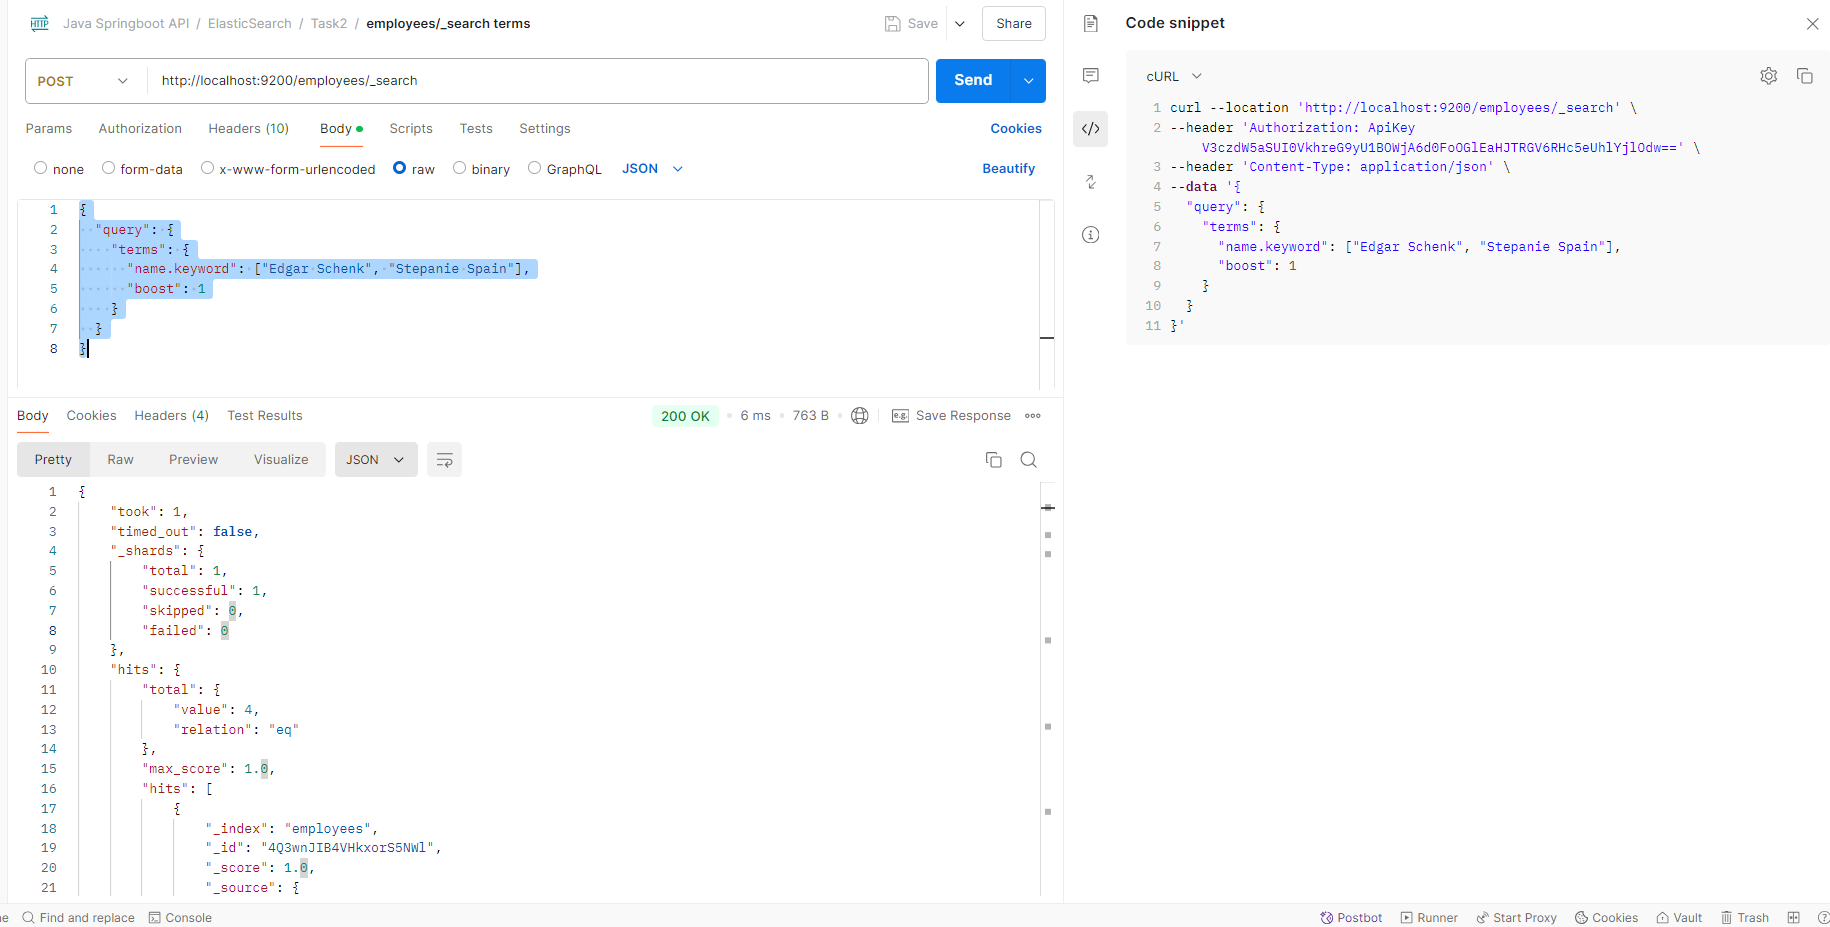 HTTP Java Springboot API / ElasticSearch / Task2 / employees/_search terms Save Share
POST http://localhost:9200/employees/_search Send
Params Authorization Headers (10) Body Scripts Tests Settings Cookies
none form-data x-www-form-urlencoded raw binary GraphQL JSON Beautify
1 {
2 "query": {
3 "terms": {
4 "name.keyword": ["Edgar Schenk", "Stepanie Spain"],
5 "boost": 1
6 }
7 }
8 }
Body Cookies Headers (4) Test Results 200 OK 6 ms 763 B e.g. Save Response
Pretty Raw Preview Visualize JSON
1 {
2 "took": 1,
3 "timed_out": false,
4 "_shards": {
5 "total": 1,
6 "successful": 1,
7 "skipped": 0,
8 "failed": 0
9 },
10 "hits": {
11 "total": {
12 "value": 4,
13 "relation": "eq"
14 },
15 "max_score": 1.0,
16 "hits": [
17 {
18 "_index": "employees",
19 "_id": "4Q3wnJIB4VHkxorS5NWl",
20 "_score": 1.0,
21 "_source": {
Code snippet
cURL
1 curl --location 'http://localhost:9200/employees/_search' \
2 --header 'Authorization: ApiKey
V3czdW5aSUI0VkhreG9yU1BOWjA6d0FoOGlEaHJTRGV6RHc5eUhlYjlOdw==' \
3 --header 'Content-Type: application/json' \
4 --data '{
5 "query": {
6 "terms": {
7 "name.keyword": ["Edgar Schenk", "Stepanie Spain"],
8 "boost": 1
9 }
10 }
11 }'
Find and replace Console Postbot Runner Start Proxy Cookies Vault Trash